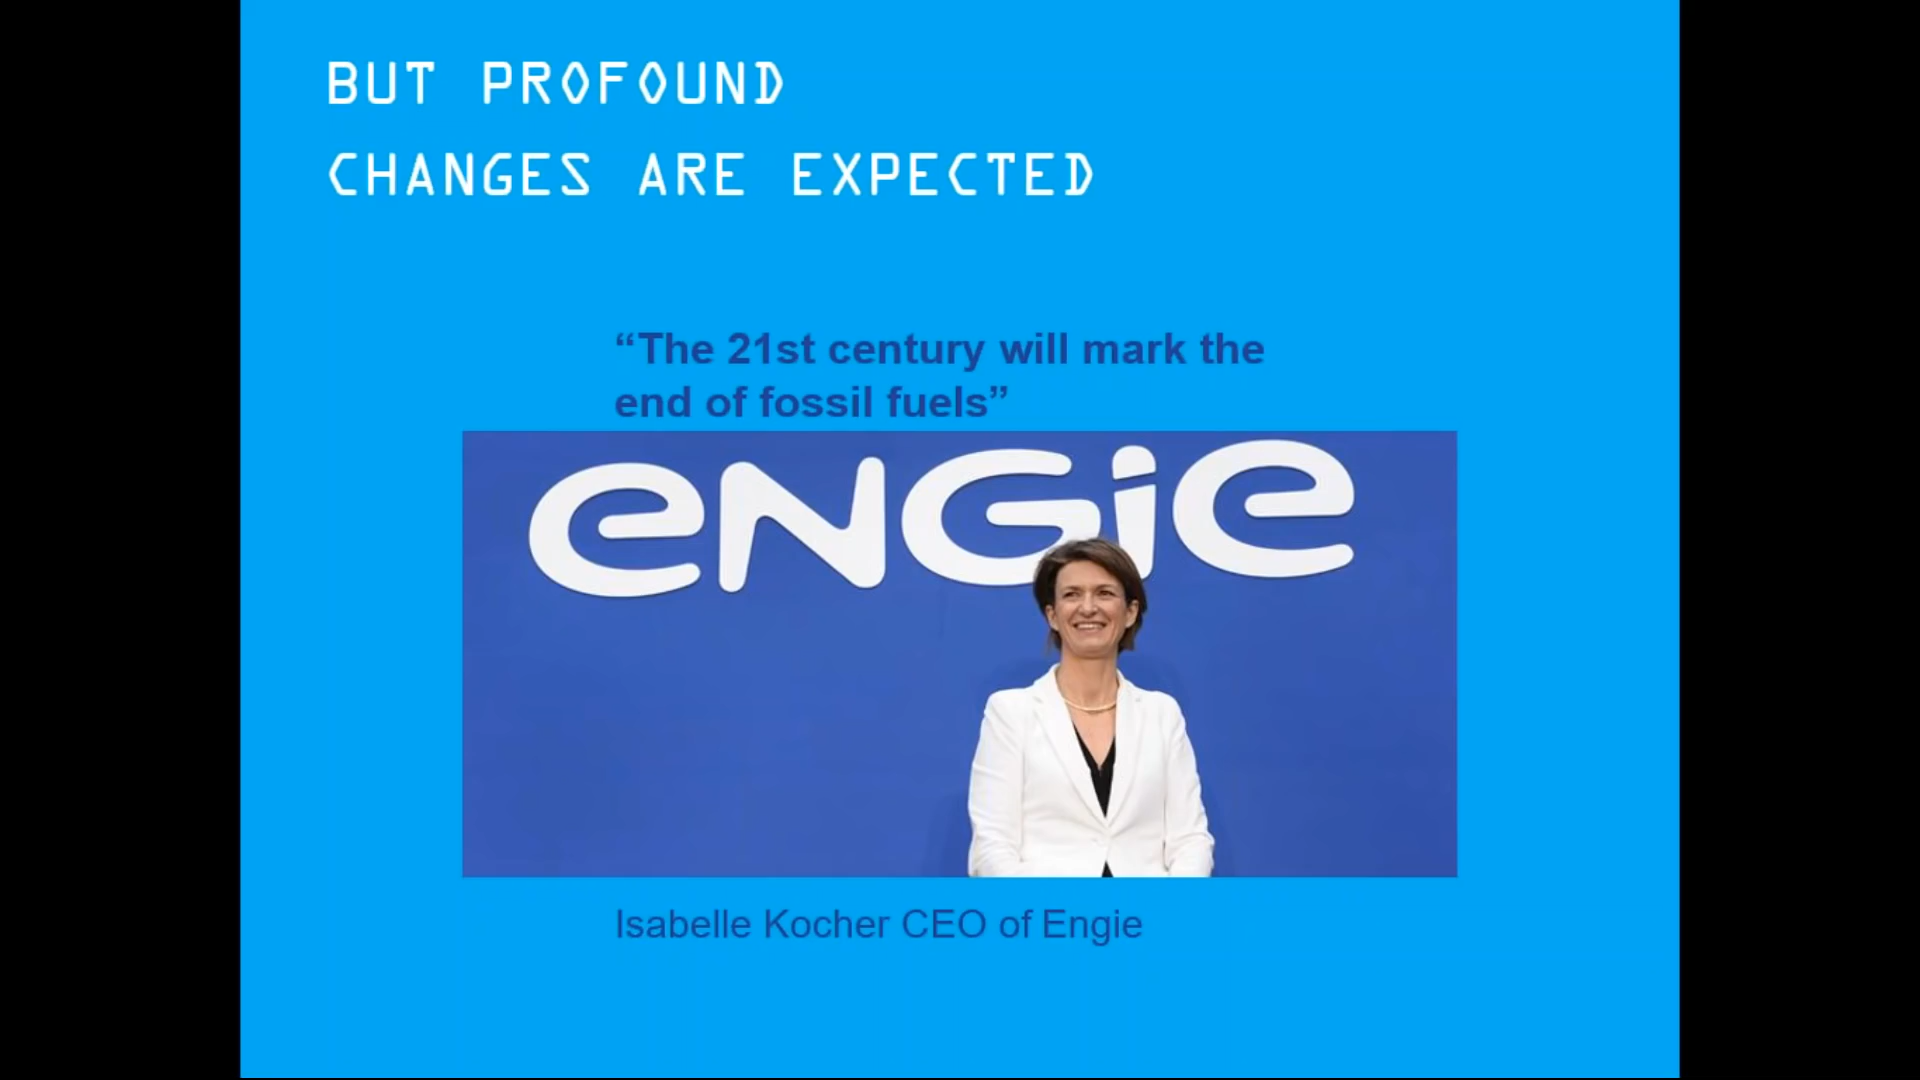 BUT PROFOUND
CHANGES ARE EXPECTED
“The 21st century will mark the
end of fossil fuels”
eNGie
Isabelle Kocher CEO of Engie